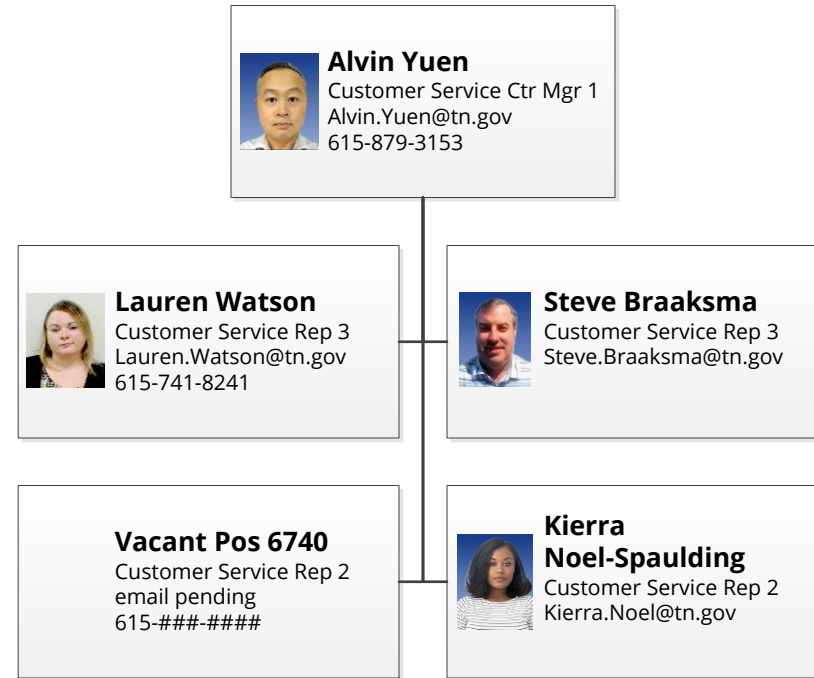 Alvin Yuen
Customer Service Ctr Mgr 1
Alvin.Yuen@tn.gov
615-879-3153
Lauren Watson
Customer Service Rep 3
Lauren.Watson@tn.gov
615-741-8241
Steve Braaksma
Customer Service Rep 3
Steve.Braaksma@tn.gov
Vacant Pos 6740
Customer Service Rep 2
email pending
615-###-####
Kierra
Noel-Spaulding
Customer Service Rep 2
Kierra.Noel@tn.gov